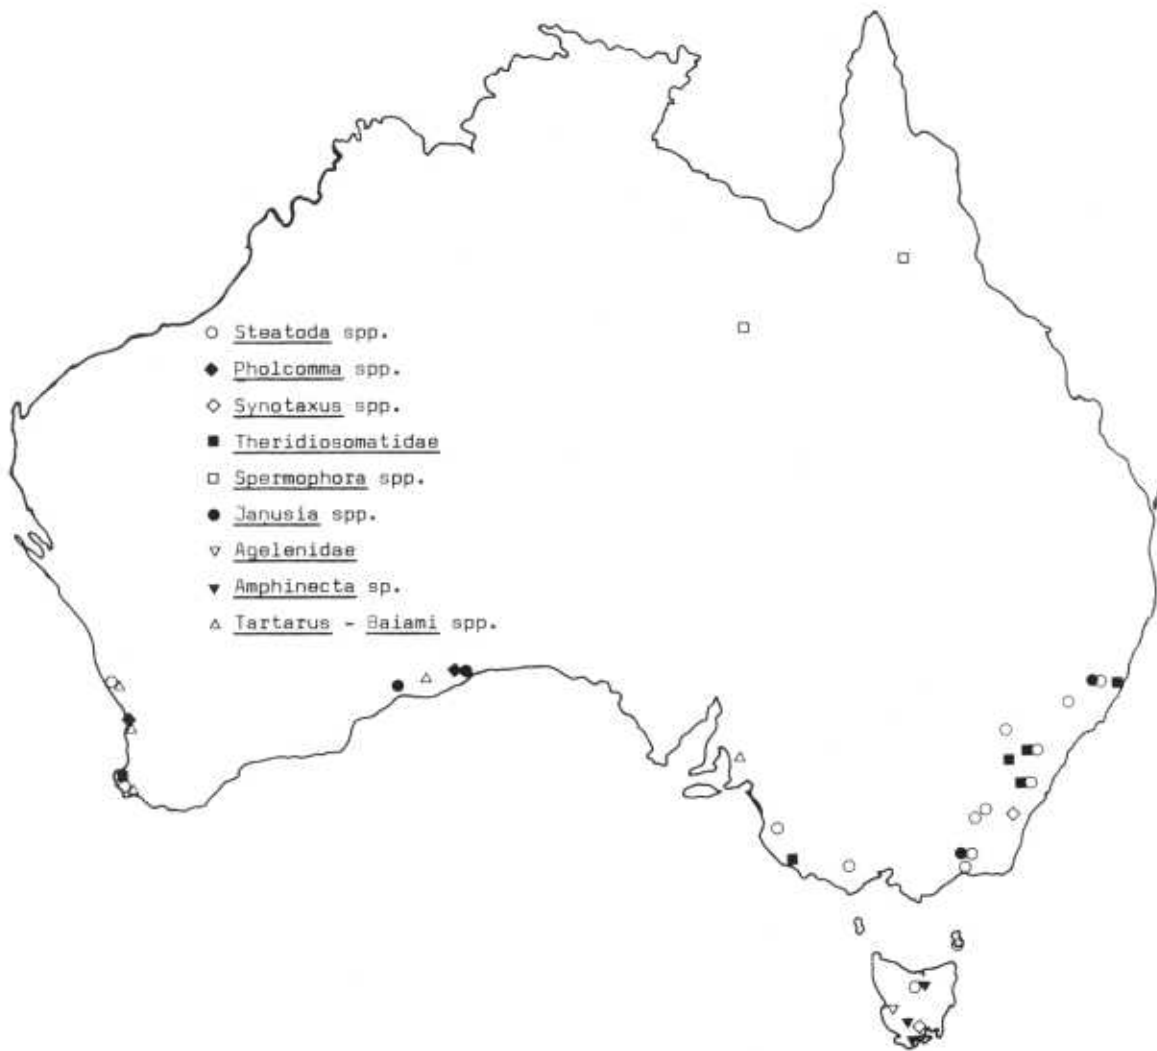 Steatoda spp.
Pholcomma spp.
Synotaxus spp.
Theridiosomatidae
Spermophora spp.
Janusia spp.
Agelenidae
Amphinecta sp.
Tartarus - Baiami spp.